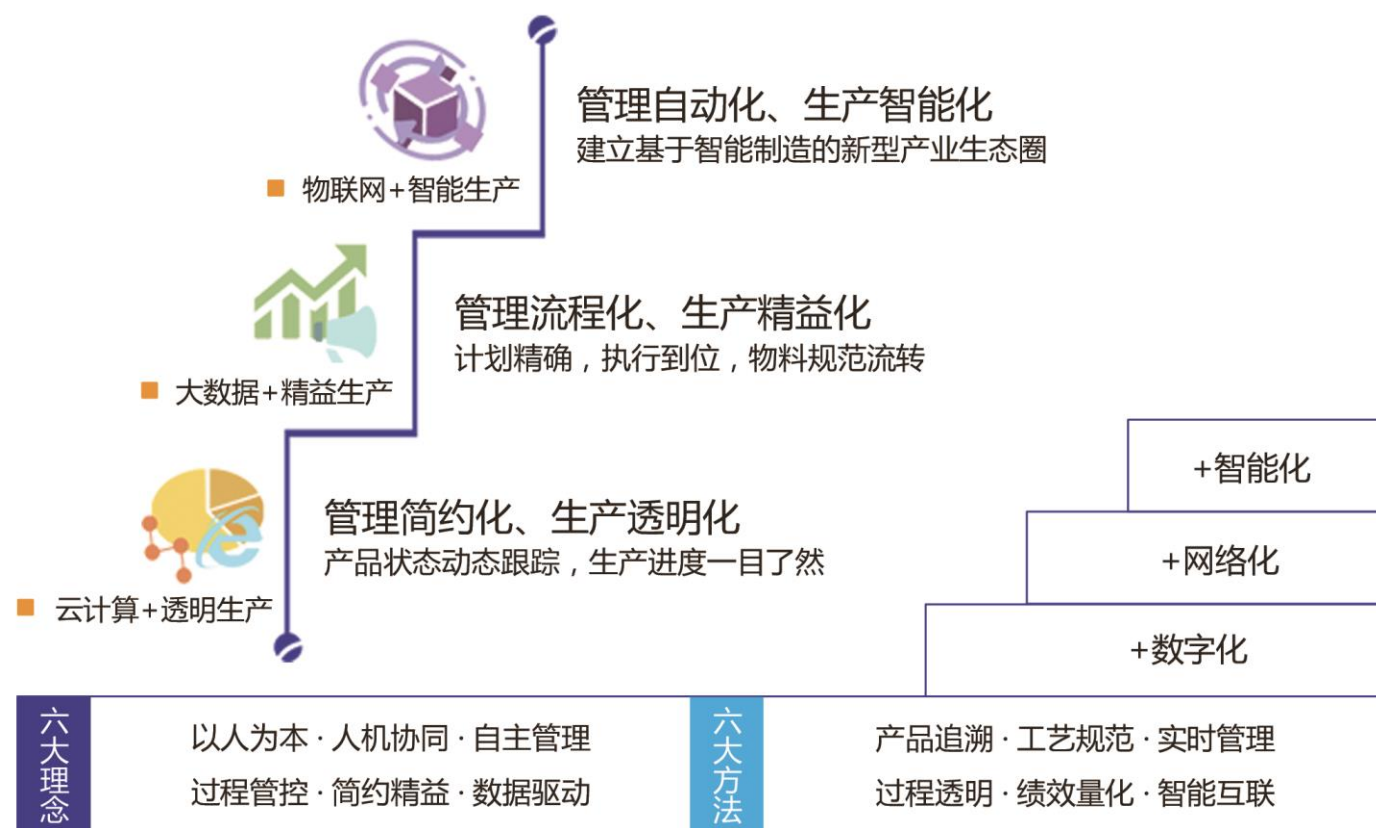 管理自动化、生产智能化
建立基于智能制造的新型产业生态圈
物联网+智能生产
管理流程化、生产精益化
计划精确，执行到位，物料规范流转
大数据+精益生产
管理简约化、生产透明化
产品状态动态跟踪，生产进度一目了然
云计算+透明生产
+智能化
+网络化
+数字化
六大理念
以人为本·人机协同·自主管理
过程管控·简约精益·数据驱动
六大方法
产品追溯·工艺规范·实时管理
过程透明·绩效量化·智能互联